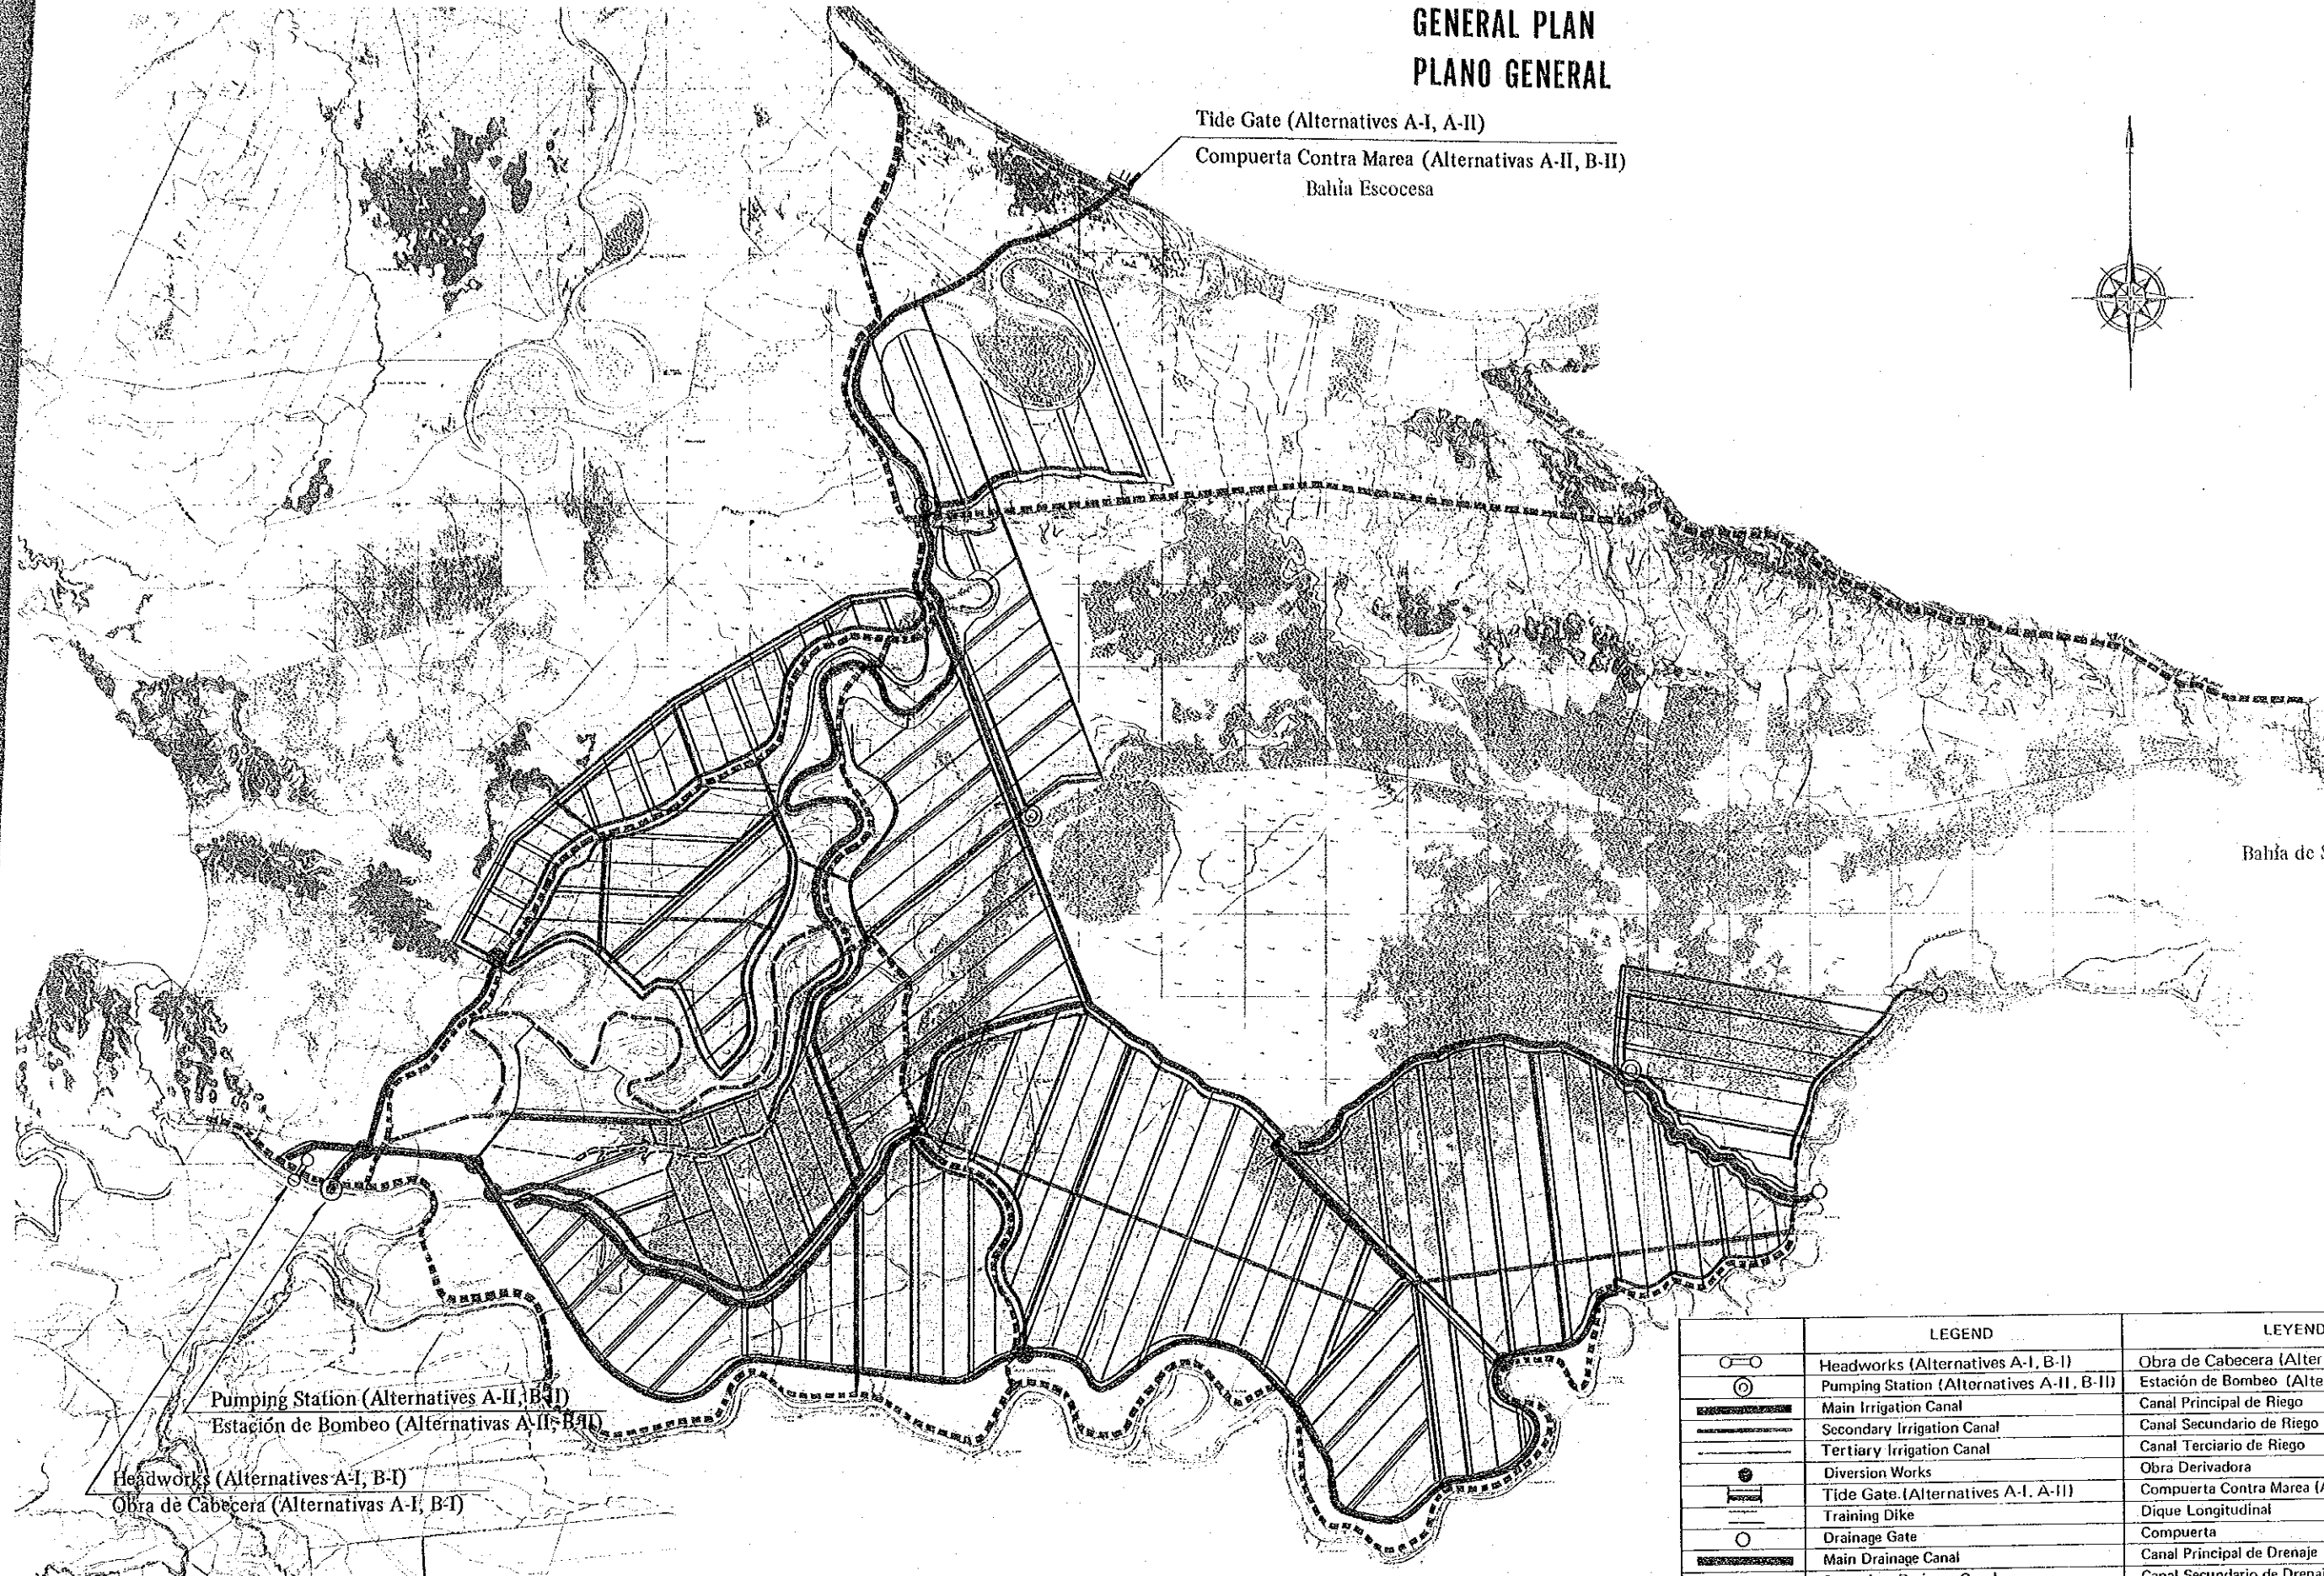 GENERAL PLAN
PLANO GENERAL
Tide Gate (Alternatives A-I, A-II)
Compuerta Contra Marea (Alternativas A-II, B-II)
Bahía Escocesa
Bahía de
Pumping Station (Alternatives A-II, B-II)
Estación de Bombeo (Alternativas A-II, B-II)
Headworks (Alternatives A-I, B-I)
Obra de Cabecera (Alternativas A-I, B-I)
LEGEND LEYEND
Headworks (Alternatives A-I, B-I) Obra de Cabecera (Alter
Pumping Station (Alternatives A-II, B-II) Estación de Bombeo (Alte
Main Irrigation Canal Canal Principal de Riego
Secondary Irrigation Canal Canal Secundario de Riego
Tertiary Irrigation Canal Canal Terciario de Riego
Diversion Works Obra Derivadora
Tide Gate (Alternatives A-I, A-II) Compuerta Contra Marea (A
Training Dike Dique Longitudinal
Drainage Gate Compuerta
Main Drainage Canal Canal Principal de Drenaje